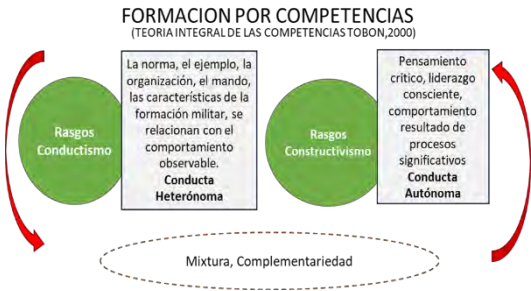 FORMACION POR COMPETENCIAS
(TEORIA INTEGRAL DE LAS COMPETENCIAS TOBON,2000)
Rasgos
Conductismo
La norma, el ejemplo, la
organización, el mando,
las características de la
formación militar, se
relacionan con el
comportamiento
observable.
Conducta
Heterónoma
Rasgos
Constructivismo
Pensamiento
critico, liderazgo
consciente,
comportamiento
resultado de
procesos
significativos
Conducta
Autónoma
Mixtura, Complementariedad